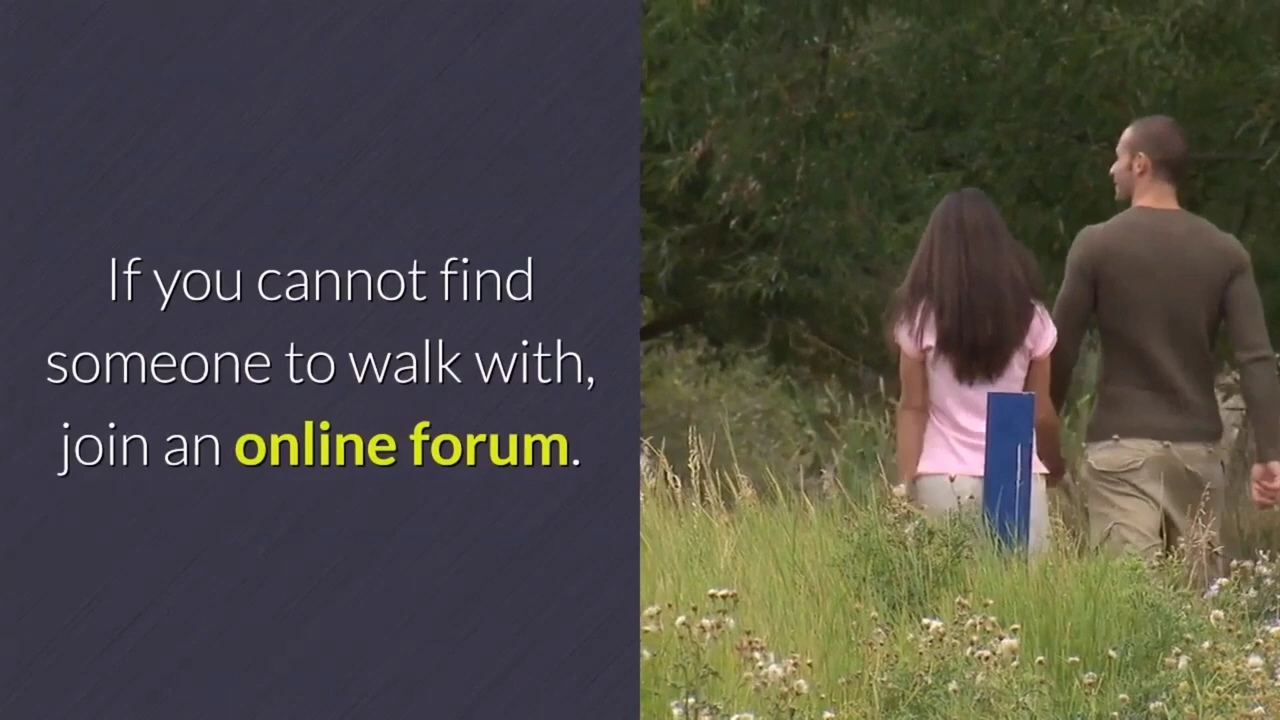 If you cannot find
someone to walk with,
join an online forum.